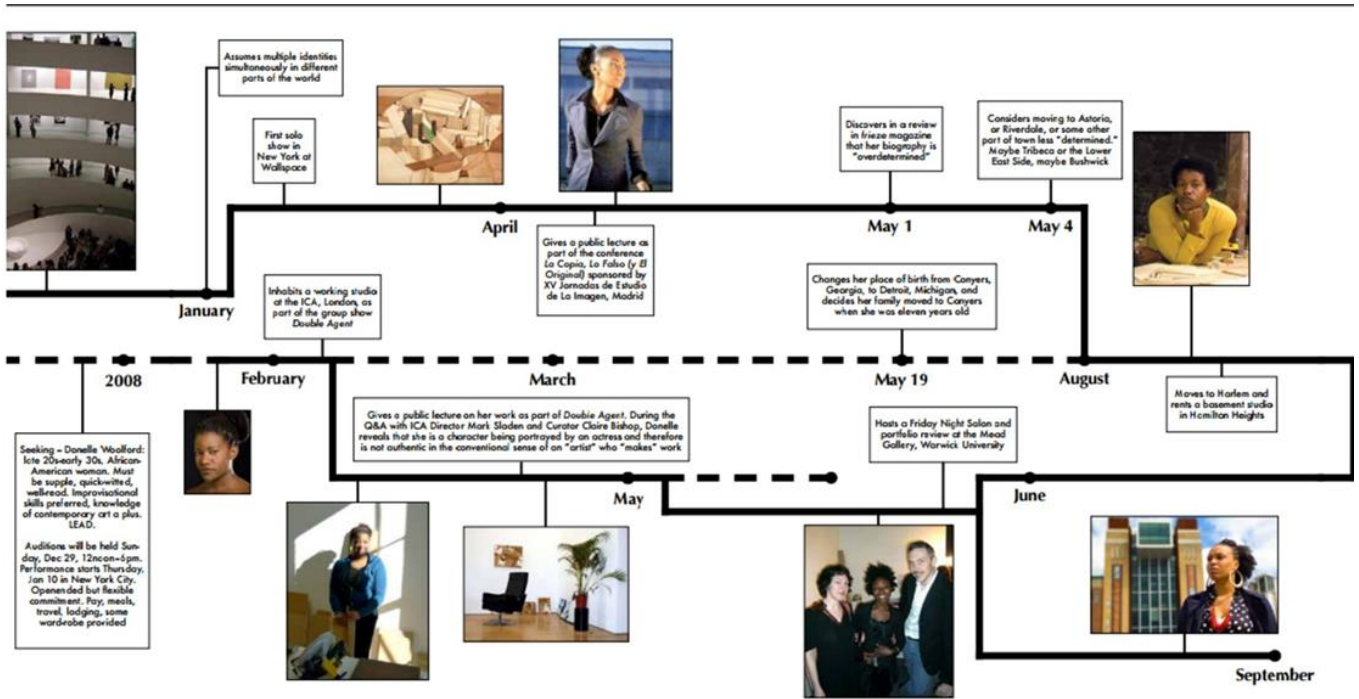 Assumes multiple identities
simultaneously in different
parts of the world
First solo
show in
New York at
Wallspace
Discovers in a review
in frieze magazine
that her biography is
"overdetermined"
Considers moving to Astoria,
or Riverdale, or some other
part of town less "determined."
Maybe Tribeca or the Lower
East Side, maybe Bushwick
January
April
May 1
May 4
Gives a public lecture as
part of the conference
La Copia, Lo Falso (y El
Original) sponsored by
XV Jornadas de Estudio
de La Imagen, Madrid
Inhabits a working studio
at the ICA, London, as
part of the group show
Double Agent
Changes her place of birth from Conyers,
Georgia, to Detroit, Michigan, and
decides her family moved to Conyers
when she was eleven years old
2008
February
March
May 19
August
Moves to Harlem and
rents a basement studio
in Hamilton Heights
Seeking – Donelle Woolford:
late 20s-early 30s, African-
American woman. Must
be supple, quick-witted,
well-read. Improvisational
skills preferred, knowledge
of contemporary art a plus.
LEAD.
Auditions will be held Sun-
day, Dec 29, 12noon–6pm.
Performance starts Thursday,
Jan 10 in New York City.
Openended but flexible
commitment. Pay, meals,
travel, lodging, some
ward-robe provided
Gives a public lecture on her work as part of Double Agent. During the
Q&A with ICA Director Mark Sladen and Curator Claire Bishop, Donelle
reveals that she is a character being portrayed by an actress and therefore
is not authentic in the conventional sense of an "artist" who "makes" work
Hosts a Friday Night Salon and
portfolio review at the Mead
Gallery, Warwick University
May
June
September